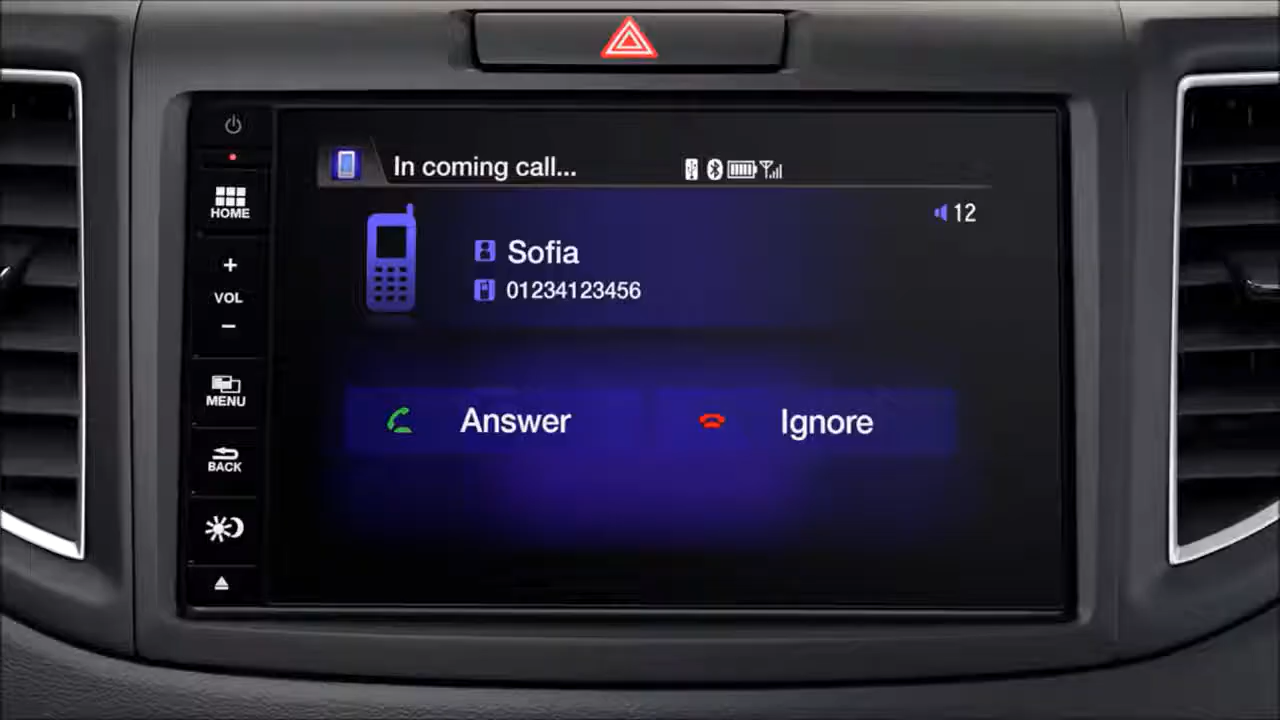 In coming call...
HOME
12
+
Sofia
VOL
01234123456
−
MENU
Answer
Ignore
BACK